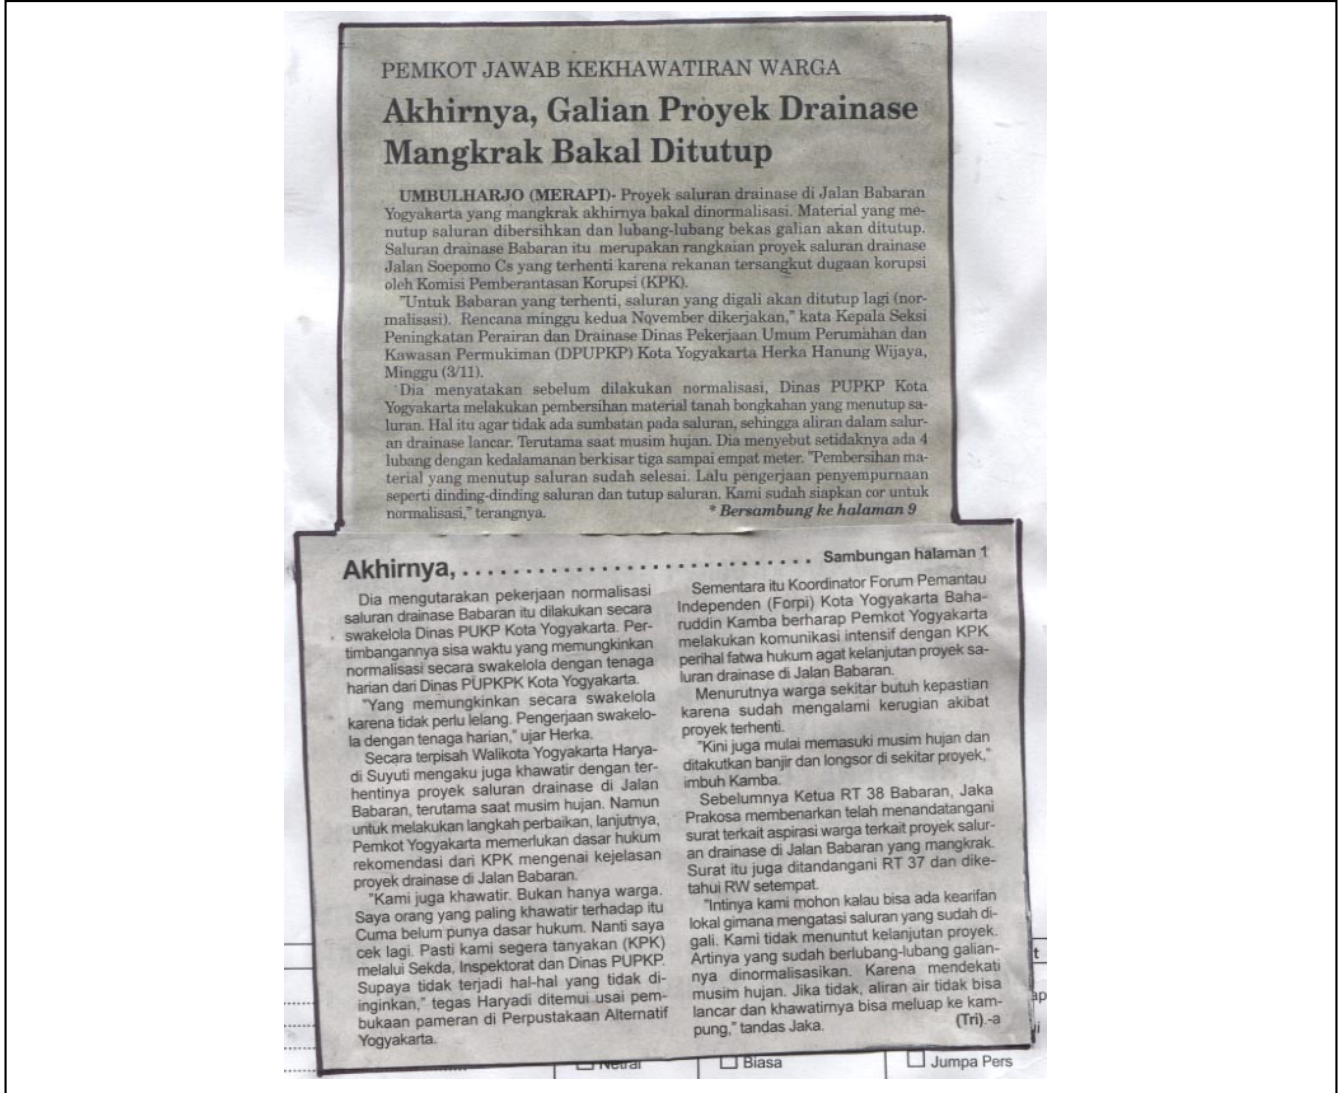 PEMKOT JAWAB KEKHAWATIRAN WARGA
Akhirnya, Galian Proyek Drainase
Mangkrak Bakal Ditutup
UMBULHARJO (MERAPI)- Proyek saluran drainase di Jalan Babaran
Yogyakarta yang mangkrak akhirnya bakal dinormalisasi. Material yang me-
nutup saluran dibersihkan dan lubang-lubang bekas galian akan ditutup.
Saluran drainase Babaran itu merupakan rangkaian proyek saluran drainase
Jalan Soepomo Cs yang terhenti karena rekanan tersangkut dugaan korupsi
oleh Komisi Pemberantasan Korupsi (KPK).
"Untuk Babaran yang terhenti, saluran yang digali akan ditutup lagi (nor-
malisasi). Rencana minggu kedua November dikerjakan," kata Kepala Seksi
Peningkatan Perairan dan Drainase Dinas Pekerjaan Umum Perumahan dan
Kawasan Permukiman (DPUPKP) Kota Yogyakarta Herka Hanung Wijaya,
Minggu (3/11).
Dia menyatakan sebelum dilakukan normalisasi, Dinas PUPKP Kota
Yogyakarta melakukan pembersihan material tanah bongkahan yang menutup sa-
luran. Hal itu agar tidak ada sumbatan pada saluran, sehingga aliran dalam salur-
an drainase lancar. Terutama saat musim hujan. Dia menyebut setidaknya ada 4
lubang dengan kedalamanan berkisar tiga sampai empat meter. "Pembersihan ma-
terial yang menutup saluran sudah selesai. Lalu pengerjaan penyempurnaan
seperti dinding-dinding saluran dan tutup saluran. Kami sudah siapkan cor untuk
normalisasi," terangnya. * Bersambung ke halaman 9
Akhirnya, . . . . . . . . . . . . . . . . . . . . . . . . . . . . . Sambungan halaman 1
Dia mengutarakan pekerjaan normalisasi
saluran drainase Babaran itu dilakukan secara
swakelola Dinas PUKP Kota Yogyakarta. Per-
timbangannya sisa waktu yang memungkinkan
normalisasi secara swakelola dengan tenaga
harian dari Dinas PUPKPK Kota Yogyakarta.
"Yang memungkinkan secara swakelola
karena tidak perlu lelang. Pengerjaan swakelo-
la dengan tenaga harian," ujar Herka.
Secara terpisah Walikota Yogyakarta Harya-
di Suyuti mengaku juga khawatir dengan ter-
hentinya proyek saluran drainase di Jalan
Babaran, terutama saat musim hujan. Namun
untuk melakukan langkah perbaikan, lanjutnya,
Pemkot Yogyakarta memerlukan dasar hukum
rekomendasi dari KPK mengenai kejelasan
proyek drainase di Jalan Babaran.
"Kami juga khawatir. Bukan hanya warga.
Saya orang yang paling khawatir terhadap itu
Cuma belum punya dasar hukum. Nanti saya
cek lagi. Pasti kami segera tanyakan (KPK)
melalui Sekda, Inspektorat dan Dinas PUPKP.
Supaya tidak terjadi hal-hal yang tidak di-
inginkan," tegas Haryadi ditemui usai pem-
bukaan pameran di Perpustakaan Alternatif
Yogyakarta.
Sementara itu Koordinator Forum Pemantau
Independen (Forpi) Kota Yogyakarta Baha-
ruddin Kamba berharap Pemkot Yogyakarta
melakukan komunikasi intensif dengan KPK
perihal fatwa hukum agat kelanjutan proyek sa-
luran drainase di Jalan Babaran.
Menurutnya warga sekitar butuh kepastian
karena sudah mengalami kerugian akibat
proyek terhenti.
"Kini juga mulai memasuki musim hujan dan
ditakutkan banjir dan longsor di sekitar proyek,"
imbuh Kamba.
Sebelumnya Ketua RT 38 Babaran, Jaka
Prakosa membenarkan telah menandatangani
surat terkait aspirasi warga terkait proyek salur-
an drainase di Jalan Babaran yang mangkrak.
Surat itu juga ditandangani RT 37 dan dike-
tahui RW setempat.
"Intinya kami mohon kalau bisa ada kearifan
lokal gimana mengatasi saluran yang sudah di-
gali. Kami tidak menuntut kelanjutan proyek.
Artinya yang sudah berlubang-lubang galian-
nya dinormalisasikan. Karena mendekati
musim hujan. Jika tidak, aliran air tidak bisa
lancar dan khawatirnya bisa meluap ke kam-
pung," tandas Jaka. (Tri).-a
Netral
Biasa
Jumpa Pers